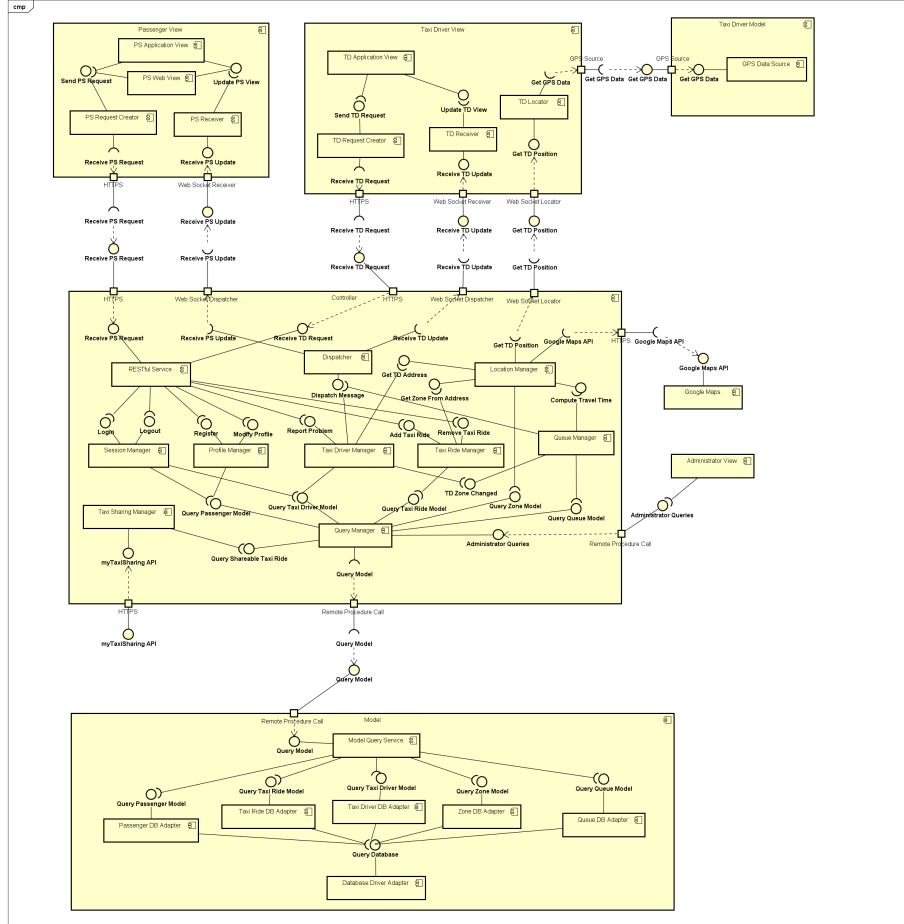 cmp
Passenger View
Taxi Driver View
Taxi Driver Model
PS Application View
Send PS Request
PS Web View
Update PS View
PS Request Creator
PS Receiver
Receive PS Request
Receive PS Update
HTTPS
Web Socket Receiver
TD Application View
Send TD Request
Update TD View
TD Request Creator
TD Receiver
Receive TD Request
Receive TD Update
HTTPS
Web Socket Receiver
Get GPS Data
TD Locator
Get TD Position
Web Socket Locator
GPS Source
Get GPS Data
Get GPS Data
GPS Source
Get GPS Data
GPS Data Source
Receive PS Request
Receive PS Update
Receive TD Request
Receive TD Update
Get TD Position
Receive PS Request
Receive PS Update
Receive TD Request
Receive TD Update
Get TD Position
HTTPS
Web Socket Dispatcher
Controller
HTTPS
Web Socket Dispatcher
Web Socket Locator
Receive PS Request
Receive PS Update
Receive TD Request
Receive TD Update
Get TD Position
Google Maps API
HTTPS
Google Maps API
Google Maps API
Google Maps
RESTful Service
Dispatcher
Get TD Address
Location Manager
Dispatch Message
Get Zone From Address
Compute Travel Time
Login
Logout
Register
Modify Profile
Report Problem
Add Taxi Ride
Remove Taxi Ride
Queue Manager
Session Manager
Profile Manager
Taxi Driver Manager
Taxi Ride Manager
Administrator View
TD Zone Changed
Query Passenger Model
Query Taxi Driver Model
Query Taxi Ride Model
Query Zone Model
Query Queue Model
Administrator Queries
Taxi Sharing Manager
Query Manager
Administrator Queries
Remote Procedure Call
myTaxiSharing API
Query Shareable Taxi Ride
Query Model
HTTPS
Remote Procedure Call
myTaxiSharing API
Query Model
Query Model
Remote Procedure Call
Model
Query Model
Model Query Service
Query Passenger Model
Query Taxi Ride Model
Query Taxi Driver Model
Query Zone Model
Query Queue Model
Passenger DB Adapter
Taxi Ride DB Adapter
Taxi Driver DB Adapter
Zone DB Adapter
Queue DB Adapter
Query Database
Database Driver Adapter